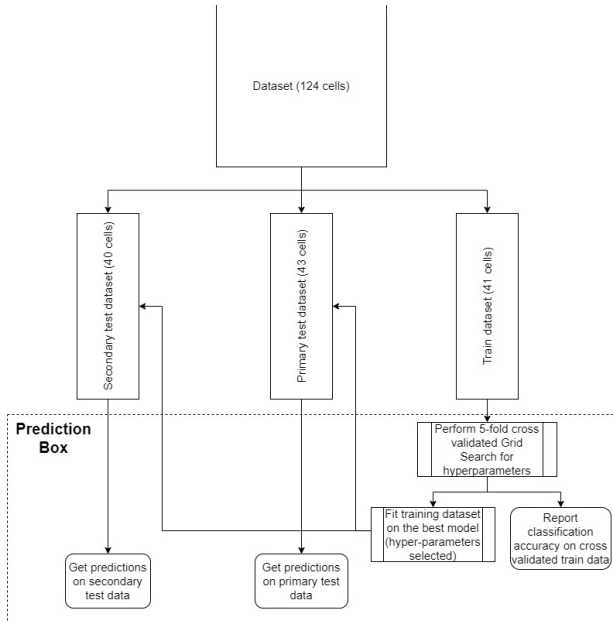 Dataset (124 cells)
Secondary test dataset (40 cells)
Primary test dataset (43 cells)
Train dataset (41 cells)
Prediction
Box
Perform 5-fold cross
validated Grid
Search for
hyperparameters
Fit training dataset
on the best model
(hyper-parameters
selected)
Report
classification
accuracy on cross
validated train data
Get predictions
on secondary
test data
Get predictions
on primary test
data